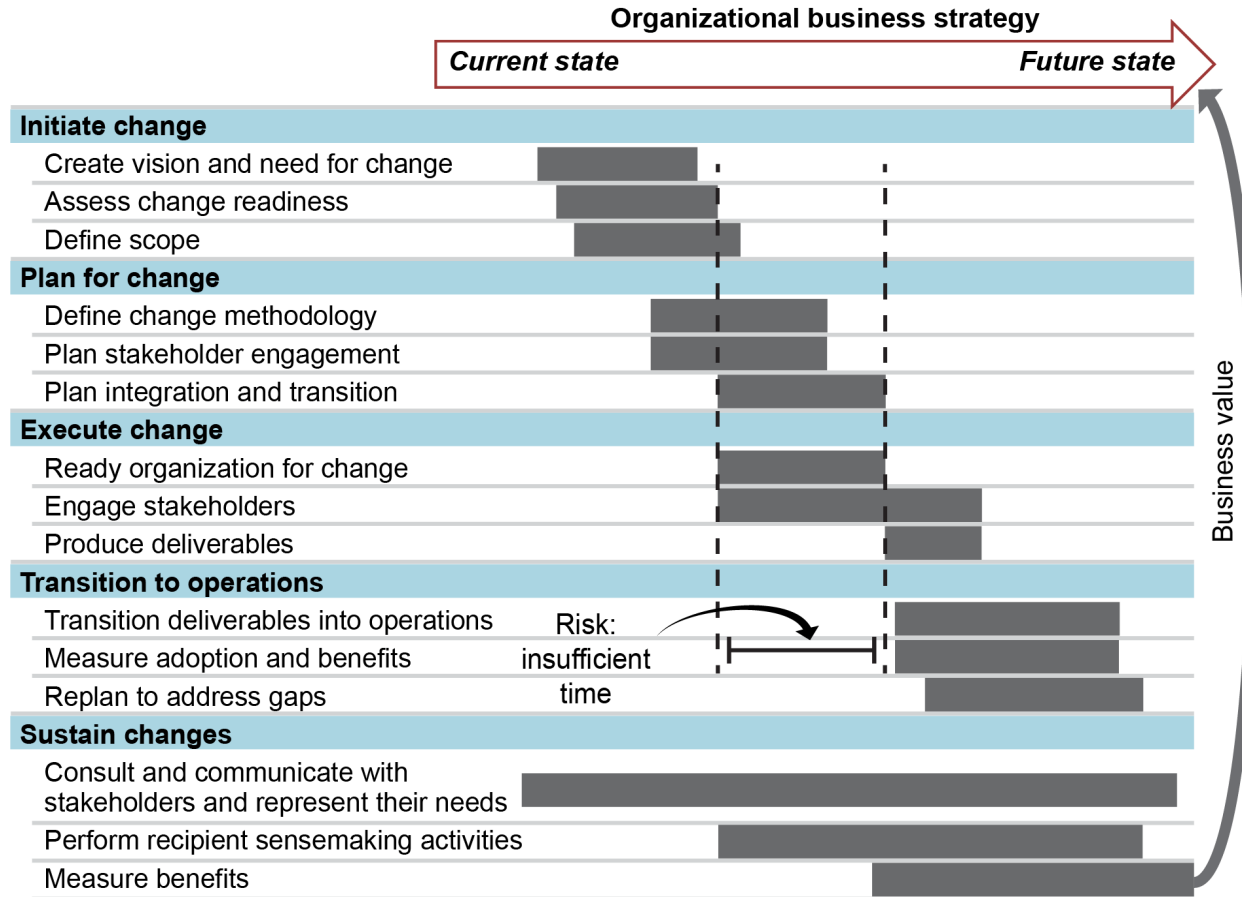 Organizational business strategy
Current state
Future state
Initiate change
Create vision and need for change
Assess change readiness
Define scope
Plan for change
Define change methodology
Plan stakeholder engagement
Plan integration and transition
Execute change
Ready organization for change
Engage stakeholders
Produce deliverables
Transition to operations
Transition deliverables into operations
Measure adoption and benefits
Replan to address gaps
Risk:
insufficient
time
Sustain changes
Consult and communicate with
stakeholders and represent their needs
Perform recipient sensemaking activities
Measure benefits
Business value